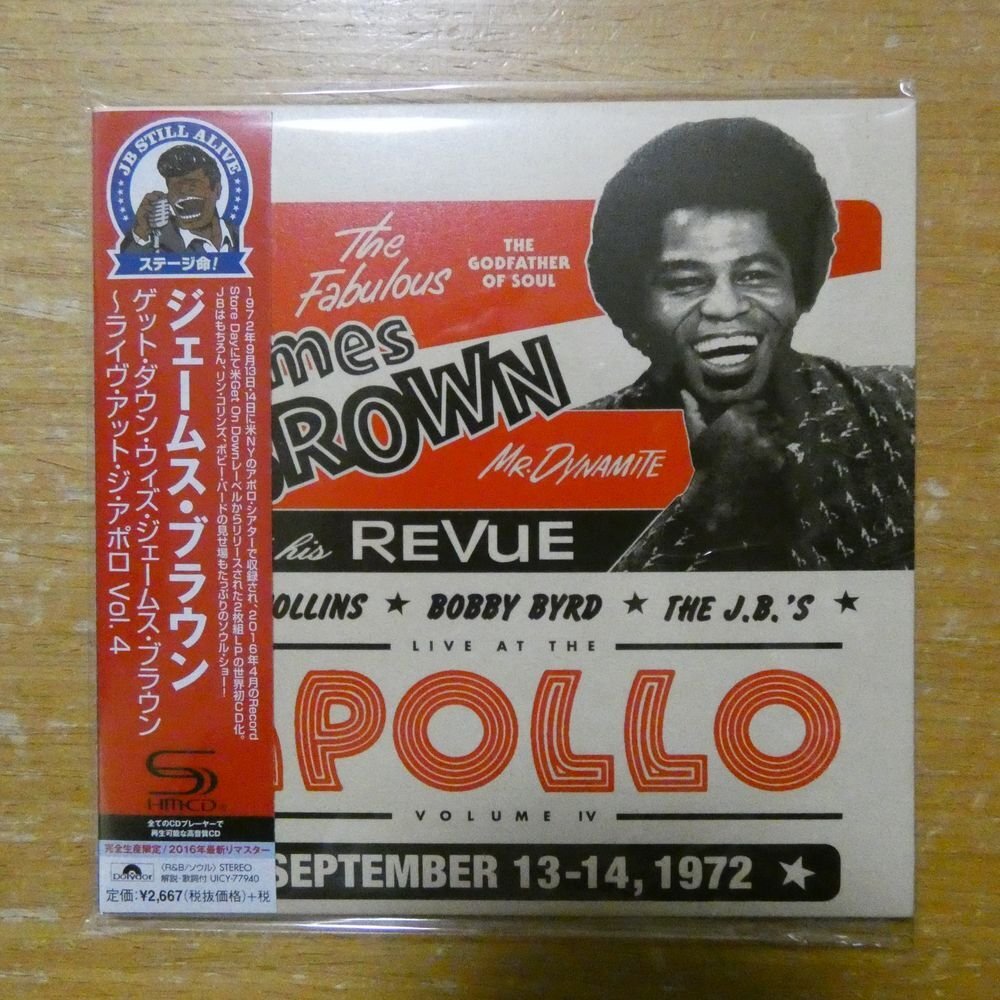 JB STILL ALIVE
ステージ命!
ジェームス・ブラウン
ゲット・ダウン・ウィズ・ジェームス・ブラウン
〜ライヴ・アット・ジ・アポロ Vol. 4
1972年9月13日・14日に米NYのアポロ・シアターで収録され、2016年4月のRecord
Store Dayにて米Get On Downレーベルからリリースされた2枚組LPの世界初CD化。
JBはもちろん、リン・コリンズ、ボビー・バードの見せ場もたっぷりのソウル・ショー!
SHM-CD
全てのCDプレーヤーで
再生可能な高音質CD
完全生産限定/2016年最新リマスター
Polydor
〈R&B/ソウル〉 STEREO
解説・歌詞付 UICY-77940
定価:¥2,667(税抜価格)+税
The
Fabulous
THE
GODFATHER
OF SOUL
mes
ROWN
MR. DYNAMITE
his REVUE
OLLINS ★ BOBBY BYRD ★ THE J.B.'S ★
LIVE AT THE
APOLLO
VOLUME IV
SEPTEMBER 13-14, 1972 ★